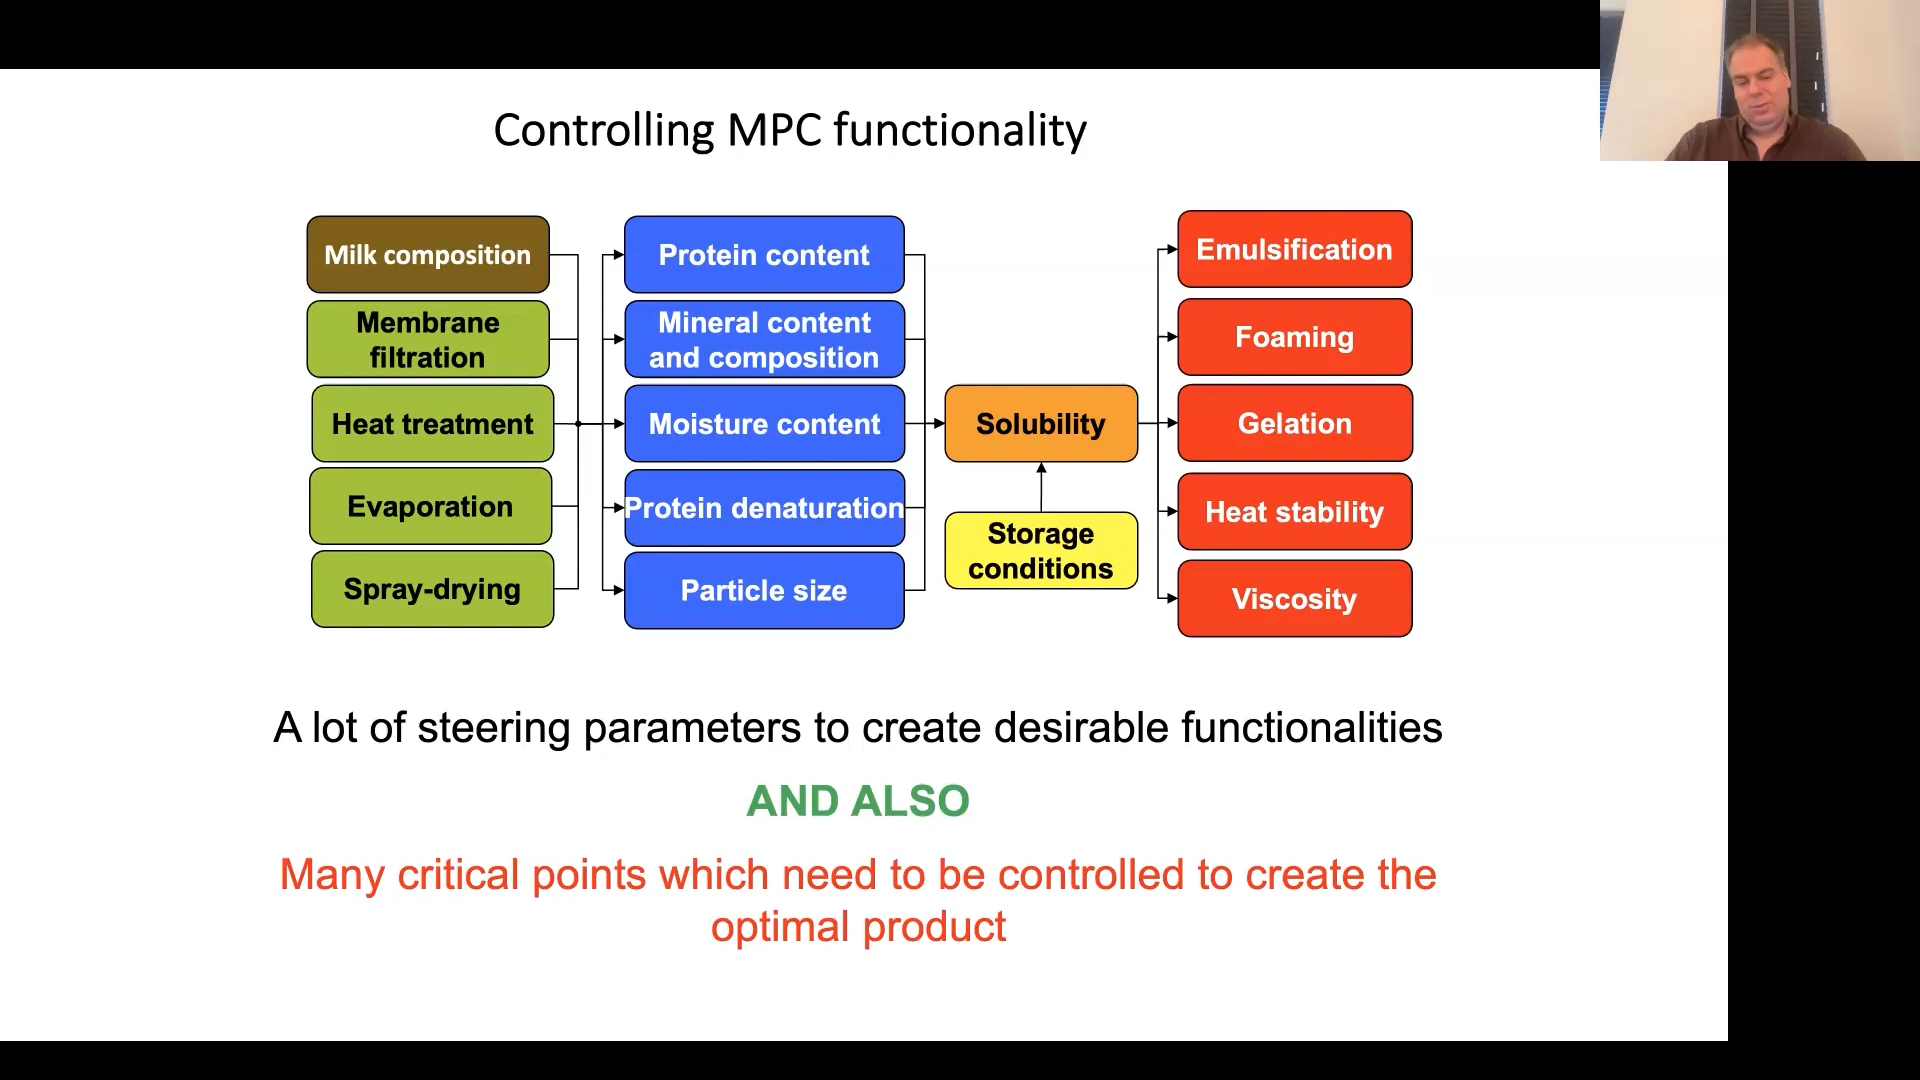 Controlling MPC functionality
Milk composition
Membrane
filtration
Heat treatment
Evaporation
Spray-drying
Protein content
Mineral content
and composition
Moisture content
Protein denaturation
Particle size
Solubility
Storage
conditions
Emulsification
Foaming
Gelation
Heat stability
Viscosity
A lot of steering parameters to create desirable functionalities
AND ALSO
Many critical points which need to be controlled to create the
optimal product